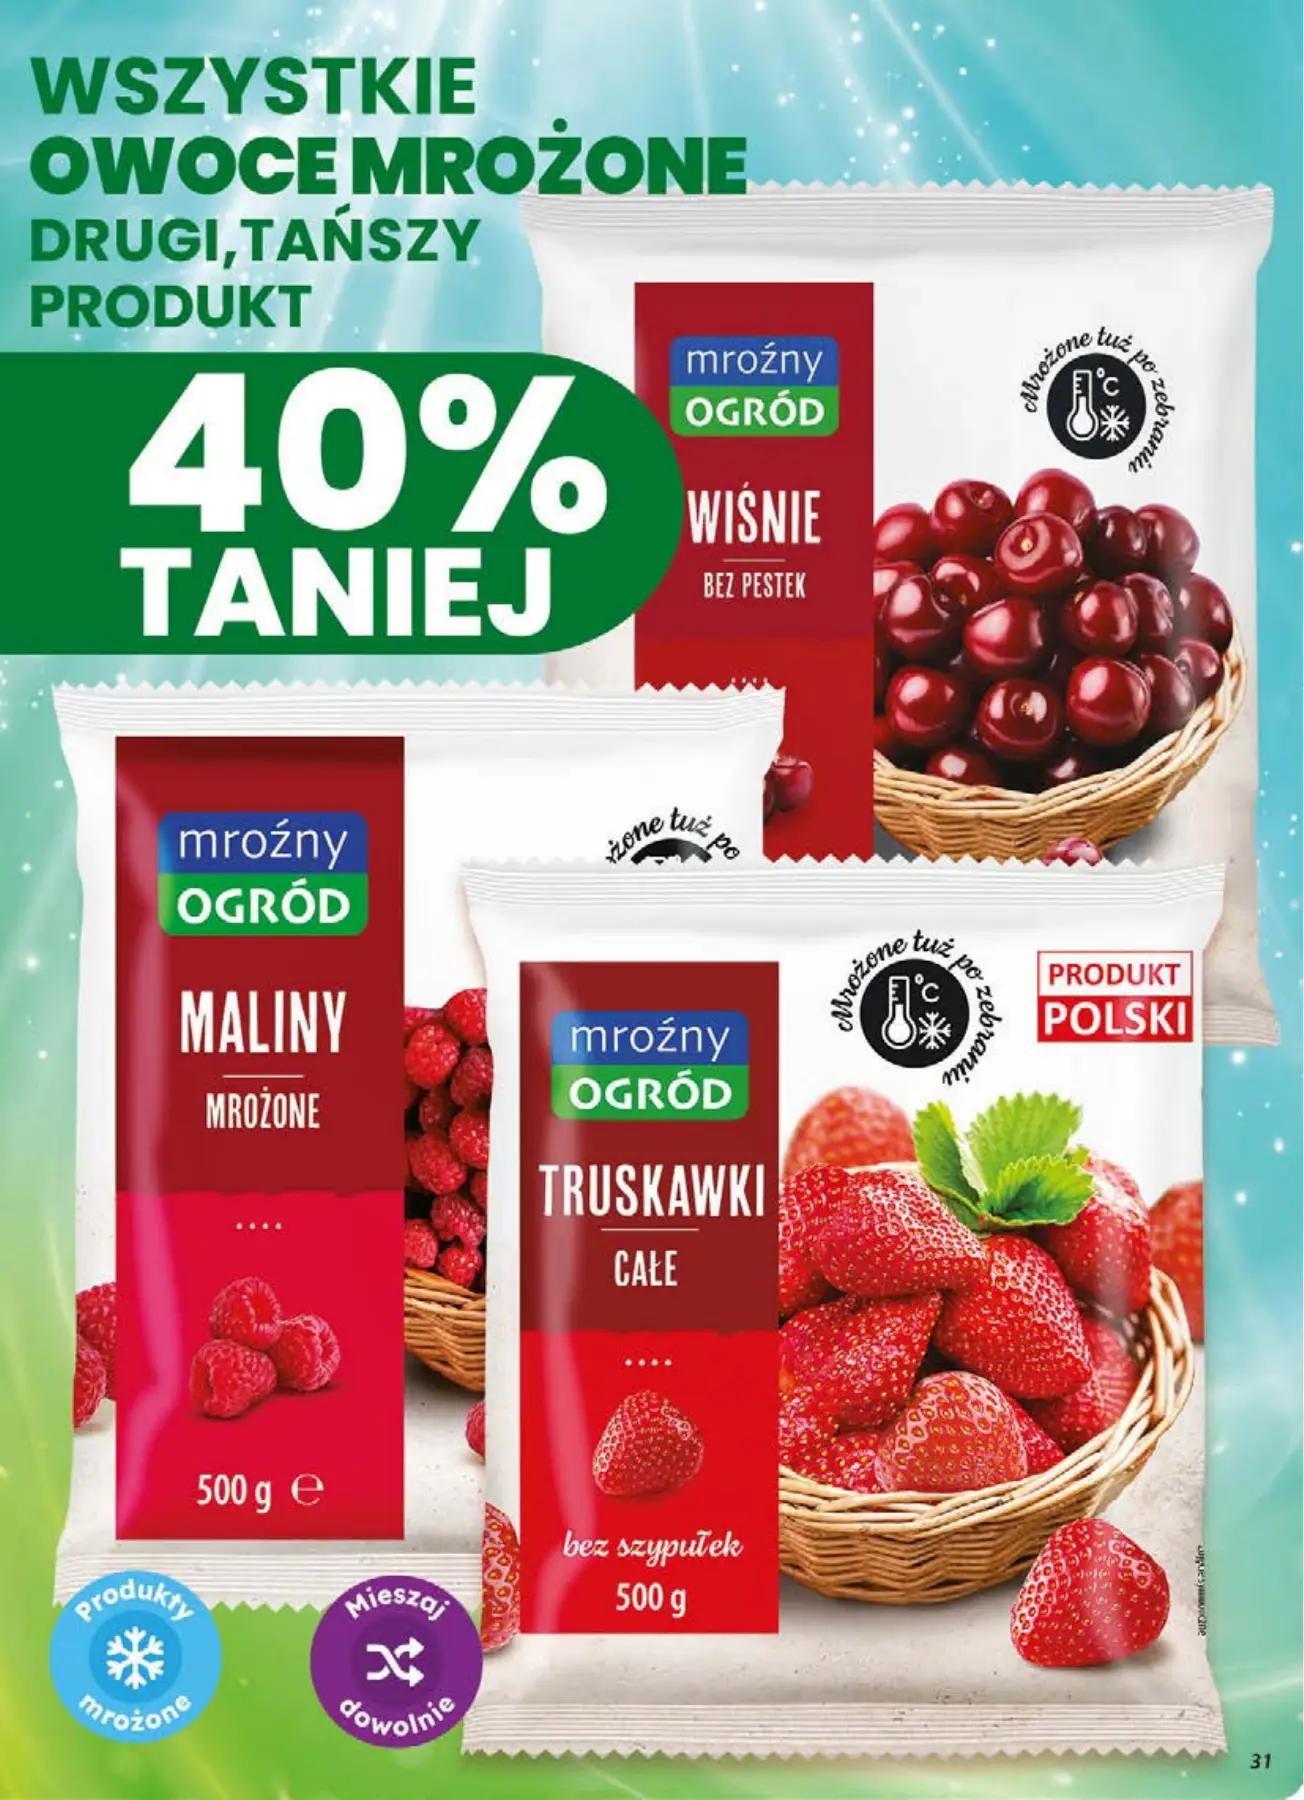 WSZYSTKIE
OWOCE MROŻONE
DRUGI, TAŃSZY
PRODUKT
40%
TANIEJ
mroźny
OGRÓD
WIŚNIE
BEZ PESTEK
Mrożone tuż po zebraniu
°C
mroźny
OGRÓD
MALINY
MROŻONE
500 g ℮
tuż po
mroźny
OGRÓD
TRUSKAWKI
CAŁE
bez szypułek
500 g
Mrożone tuż po zebraniu
°C
PRODUKT
POLSKI
Produkty
mrożone
Mieszaj
dowolnie
31